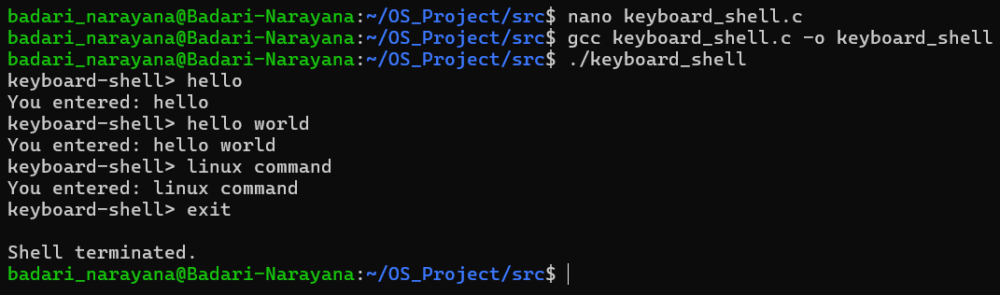 badari_narayana@Badari-Narayana:~/OS_Project/src$ nano keyboard_shell.c
badari_narayana@Badari-Narayana:~/OS_Project/src$ gcc keyboard_shell.c -o keyboard_shell
badari_narayana@Badari-Narayana:~/OS_Project/src$ ./keyboard_shell
keyboard-shell> hello
You entered: hello
keyboard-shell> hello world
You entered: hello world
keyboard-shell> linux command
You entered: linux command
keyboard-shell> exit

Shell terminated.
badari_narayana@Badari-Narayana:~/OS_Project/src$